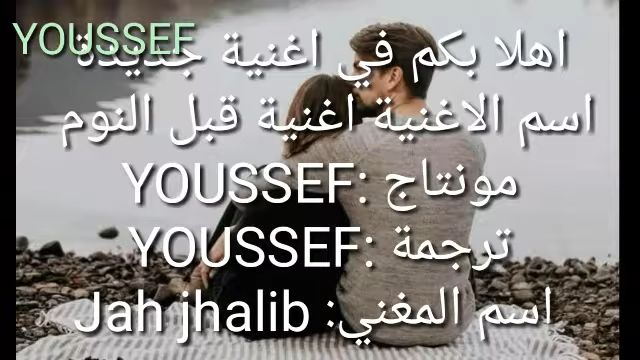 YOUSSEF
اهلا بكم في اغنية جديدة
اسم الاغنية اغنية قبل النوم
مونتاج :YOUSSEF
ترجمة :YOUSSEF
اسم المغني: Jah jhalib